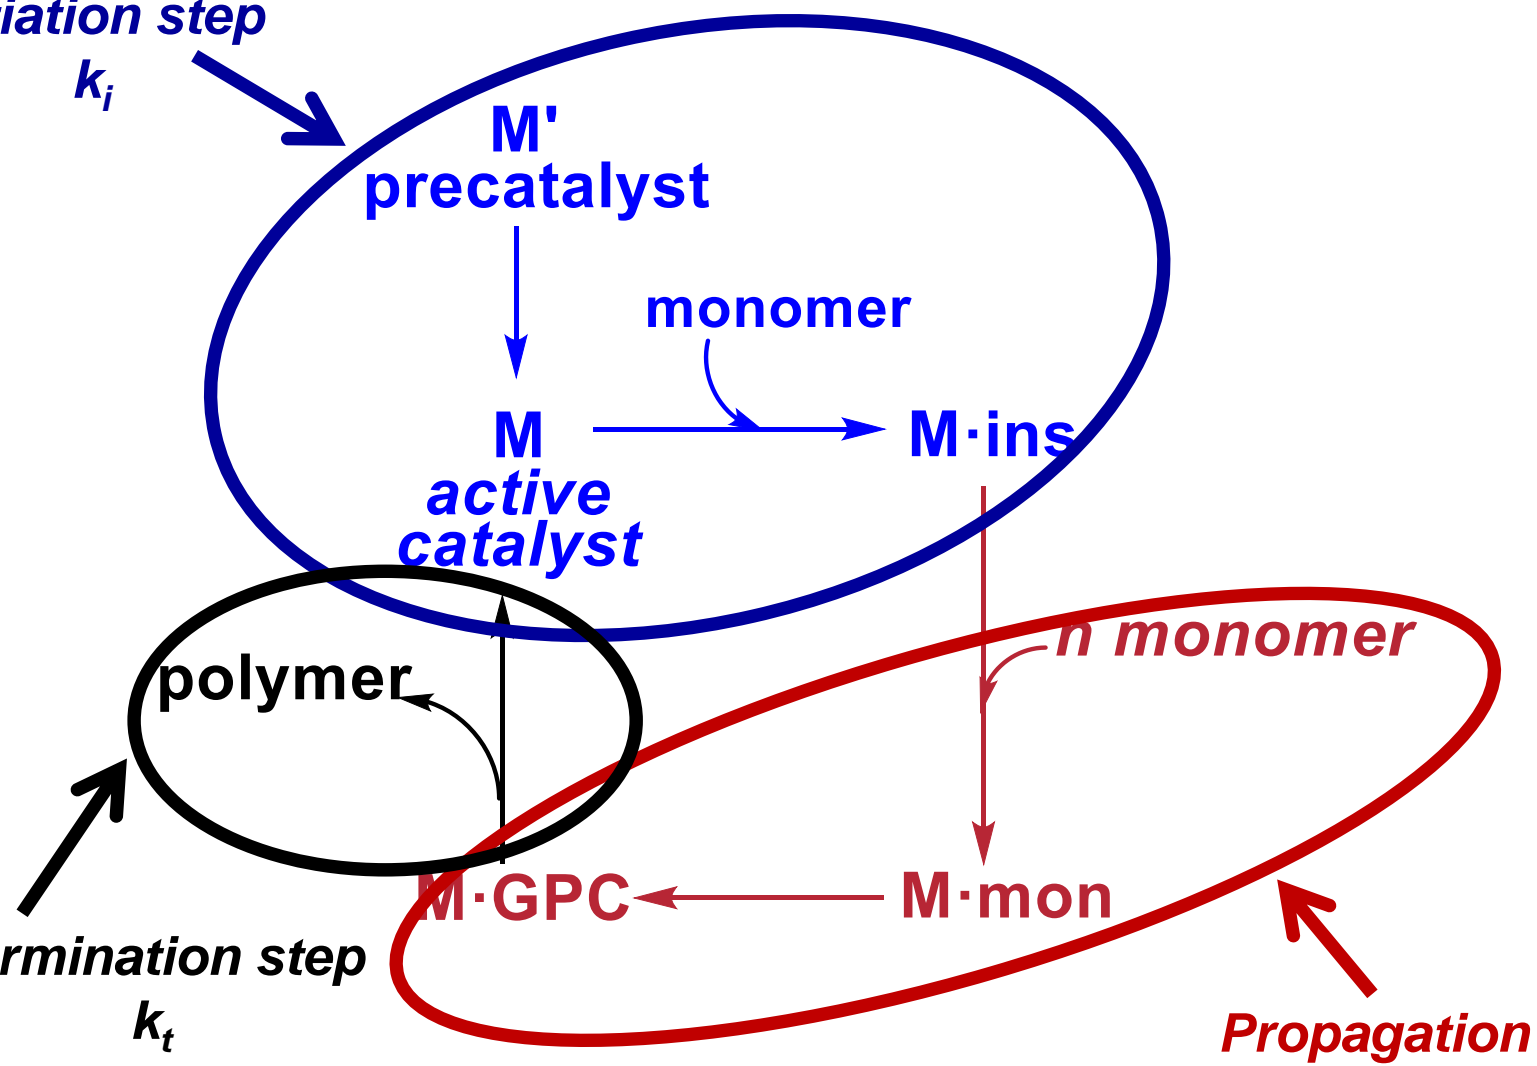 iation step
k_i
M'
precatalyst
monomer
M
M·ins
active
catalyst
n monomer
polymer
M·GPC
M·mon
rmination step
k_t
Propagation